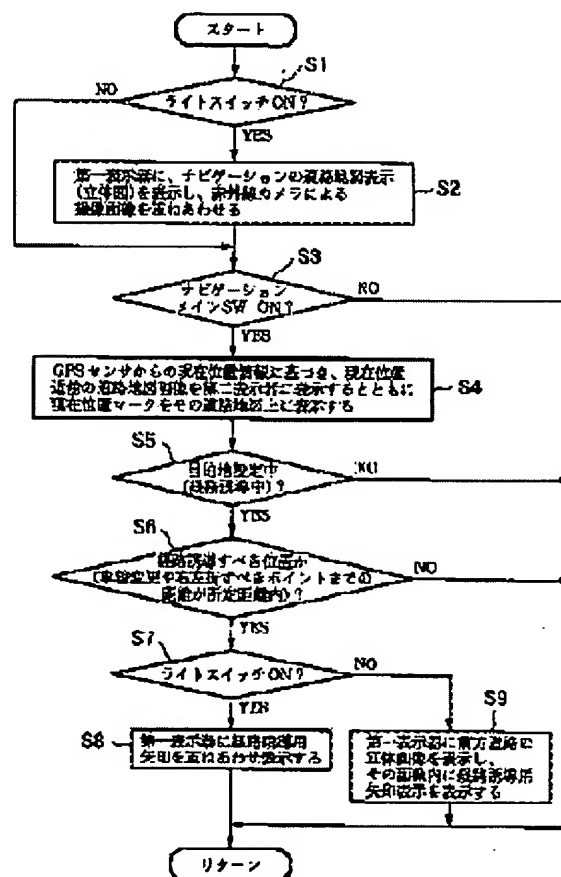 スタート
S1
NO
ライトスイッチON?
YES
第一表示器に、ナビゲーションの道路地図表示
(立体図)を表示し、赤外線カメラによる
撮像画像を重ねあわせる
S2
S3
ナビゲーション
メインSW ON?
NO
YES
GPSセンサからの現在位置情報に基づき、現在位置
近傍の道路地図画像を第二表示器に表示するとともに
現在位置マークをその道路地図上に表示する
S4
S5
目的地設定中
(経路誘導中)?
NO
YES
S6
経路誘導すべき位置か
(車線変更や右左折すべきポイントまでの
距離が所定距離内)?
NO
YES
S7
ライトスイッチON?
NO
YES
S8
第一表示器に経路誘導用
矢印を重ねあわせ表示する
S9
第一表示器に前方道路の
立体画像を表示し、
その画像内に経路誘導用
矢印表示を表示する
リターン